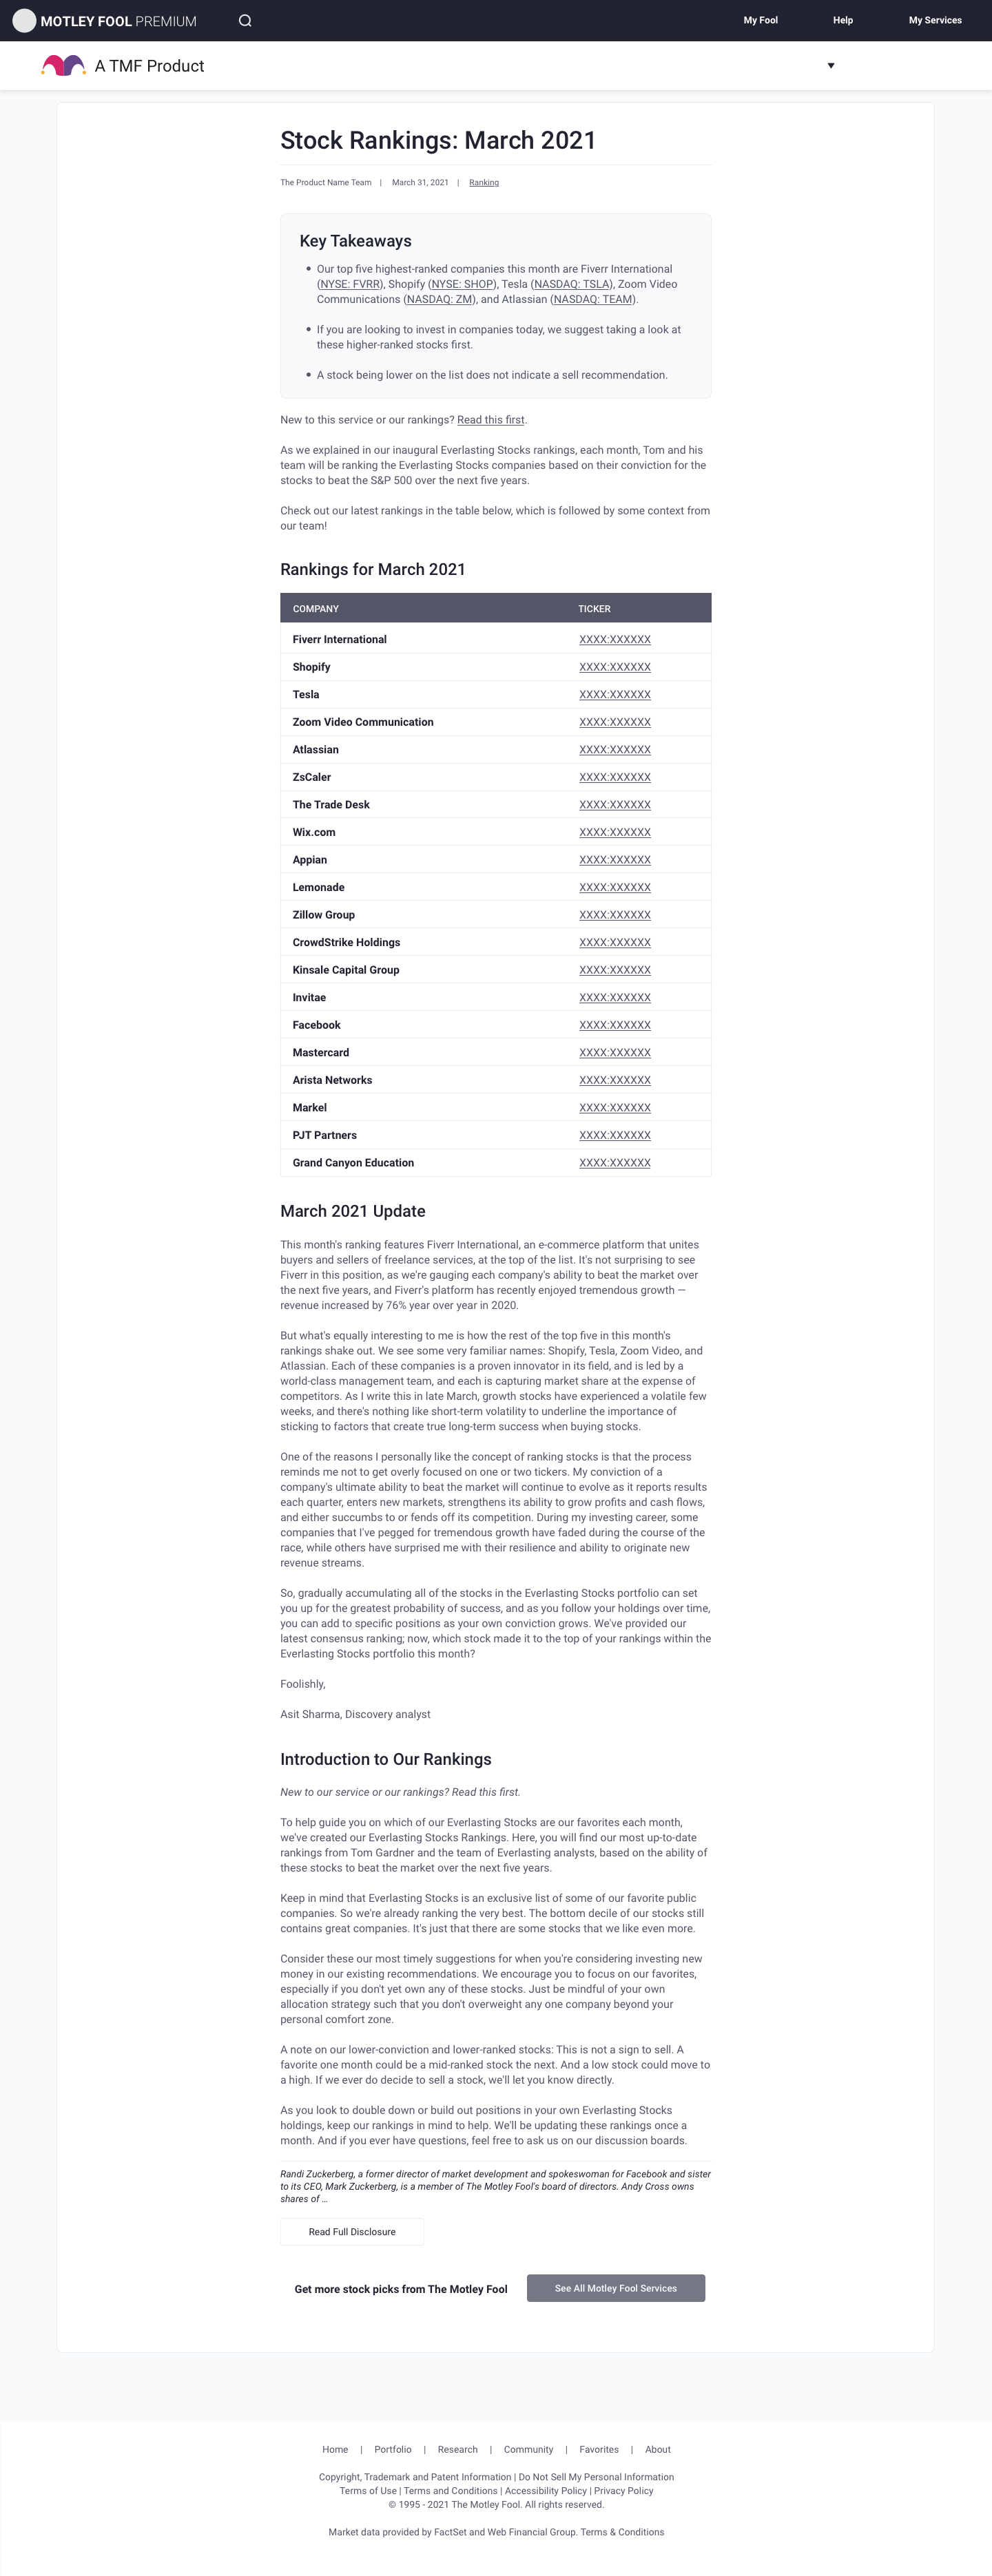 MOTLEY FOOL PREMIUM
My Fool
Help
My Services
A TMF Product
Stock Rankings: March 2021
The Product Name Team | March 31, 2021 | Ranking
Key Takeaways
• Our top five highest-ranked companies this month are Fiverr International
(NYSE: FVRR), Shopify (NYSE: SHOP), Tesla (NASDAQ: TSLA), Zoom Video
Communications (NASDAQ: ZM), and Atlassian (NASDAQ: TEAM).
• If you are looking to invest in companies today, we suggest taking a look at
these higher-ranked stocks first.
• A stock being lower on the list does not indicate a sell recommendation.
New to this service or our rankings? Read this first.
As we explained in our inaugural Everlasting Stocks rankings, each month, Tom and his
team will be ranking the Everlasting Stocks companies based on their conviction for the
stocks to beat the S&P 500 over the next five years.
Check out our latest rankings in the table below, which is followed by some context from
our team!
Rankings for March 2021
COMPANY TICKER
Fiverr International XXXX:XXXXXX
Shopify XXXX:XXXXXX
Tesla XXXX:XXXXXX
Zoom Video Communication XXXX:XXXXXX
Atlassian XXXX:XXXXXX
ZsCaler XXXX:XXXXXX
The Trade Desk XXXX:XXXXXX
Wix.com XXXX:XXXXXX
Appian XXXX:XXXXXX
Lemonade XXXX:XXXXXX
Zillow Group XXXX:XXXXXX
CrowdStrike Holdings XXXX:XXXXXX
Kinsale Capital Group XXXX:XXXXXX
Invitae XXXX:XXXXXX
Facebook XXXX:XXXXXX
Mastercard XXXX:XXXXXX
Arista Networks XXXX:XXXXXX
Markel XXXX:XXXXXX
PJT Partners XXXX:XXXXXX
Grand Canyon Education XXXX:XXXXXX
March 2021 Update
This month's ranking features Fiverr International, an e-commerce platform that unites
buyers and sellers of freelance services, at the top of the list. It's not surprising to see
Fiverr in this position, as we're gauging each company's ability to beat the market over
the next five years, and Fiverr's platform has recently enjoyed tremendous growth —
revenue increased by 76% year over year in 2020.
But what's equally interesting to me is how the rest of the top five in this month's
rankings shake out. We see some very familiar names: Shopify, Tesla, Zoom Video, and
Atlassian. Each of these companies is a proven innovator in its field, and is led by a
world-class management team, and each is capturing market share at the expense of
competitors. As I write this in late March, growth stocks have experienced a volatile few
weeks, and there's nothing like short-term volatility to underline the importance of
sticking to factors that create true long-term success when buying stocks.
One of the reasons I personally like the concept of ranking stocks is that the process
reminds me not to get overly focused on one or two tickers. My conviction of a
company's ultimate ability to beat the market will continue to evolve as it reports results
each quarter, enters new markets, strengthens its ability to grow profits and cash flows,
and either succumbs to or fends off its competition. During my investing career, some
companies that I've pegged for tremendous growth have faded during the course of the
race, while others have surprised me with their resilience and ability to originate new
revenue streams.
So, gradually accumulating all of the stocks in the Everlasting Stocks portfolio can set
you up for the greatest probability of success, and as you follow your holdings over time,
you can add to specific positions as your own conviction grows. We've provided our
latest consensus ranking; now, which stock made it to the top of your rankings within the
Everlasting Stocks portfolio this month?
Foolishly,
Asit Sharma, Discovery analyst
Introduction to Our Rankings
New to our service or our rankings? Read this first.
To help guide you on which of our Everlasting Stocks are our favorites each month,
we've created our Everlasting Stocks Rankings. Here, you will find our most up-to-date
rankings from Tom Gardner and the team of Everlasting analysts, based on the ability of
these stocks to beat the market over the next five years.
Keep in mind that Everlasting Stocks is an exclusive list of some of our favorite public
companies. So we're already ranking the very best. The bottom decile of our stocks still
contains great companies. It's just that there are some stocks that we like even more.
Consider these our most timely suggestions for when you're considering investing new
money in our existing recommendations. We encourage you to focus on our favorites,
especially if you don't yet own any of these stocks. Just be mindful of your own
allocation strategy such that you don't overweight any one company beyond your
personal comfort zone.
A note on our lower-conviction and lower-ranked stocks: This is not a sign to sell. A
favorite one month could be a mid-ranked stock the next. And a low stock could move to
a high. If we ever do decide to sell a stock, we'll let you know directly.
As you look to double down or build out positions in your own Everlasting Stocks
holdings, keep our rankings in mind to help. We'll be updating these rankings once a
month. And if you ever have questions, feel free to ask us on our discussion boards.
Randi Zuckerberg, a former director of market development and spokeswoman for Facebook and sister
to its CEO, Mark Zuckerberg, is a member of The Motley Fool's board of directors. Andy Cross owns
shares of ...
Read Full Disclosure
Get more stock picks from The Motley Fool
See All Motley Fool Services
Home | Portfolio | Research | Community | Favorites | About
Copyright, Trademark and Patent Information | Do Not Sell My Personal Information
Terms of Use | Terms and Conditions | Accessibility Policy | Privacy Policy
© 1995 - 2021 The Motley Fool. All rights reserved.
Market data provided by FactSet and Web Financial Group. Terms & Conditions